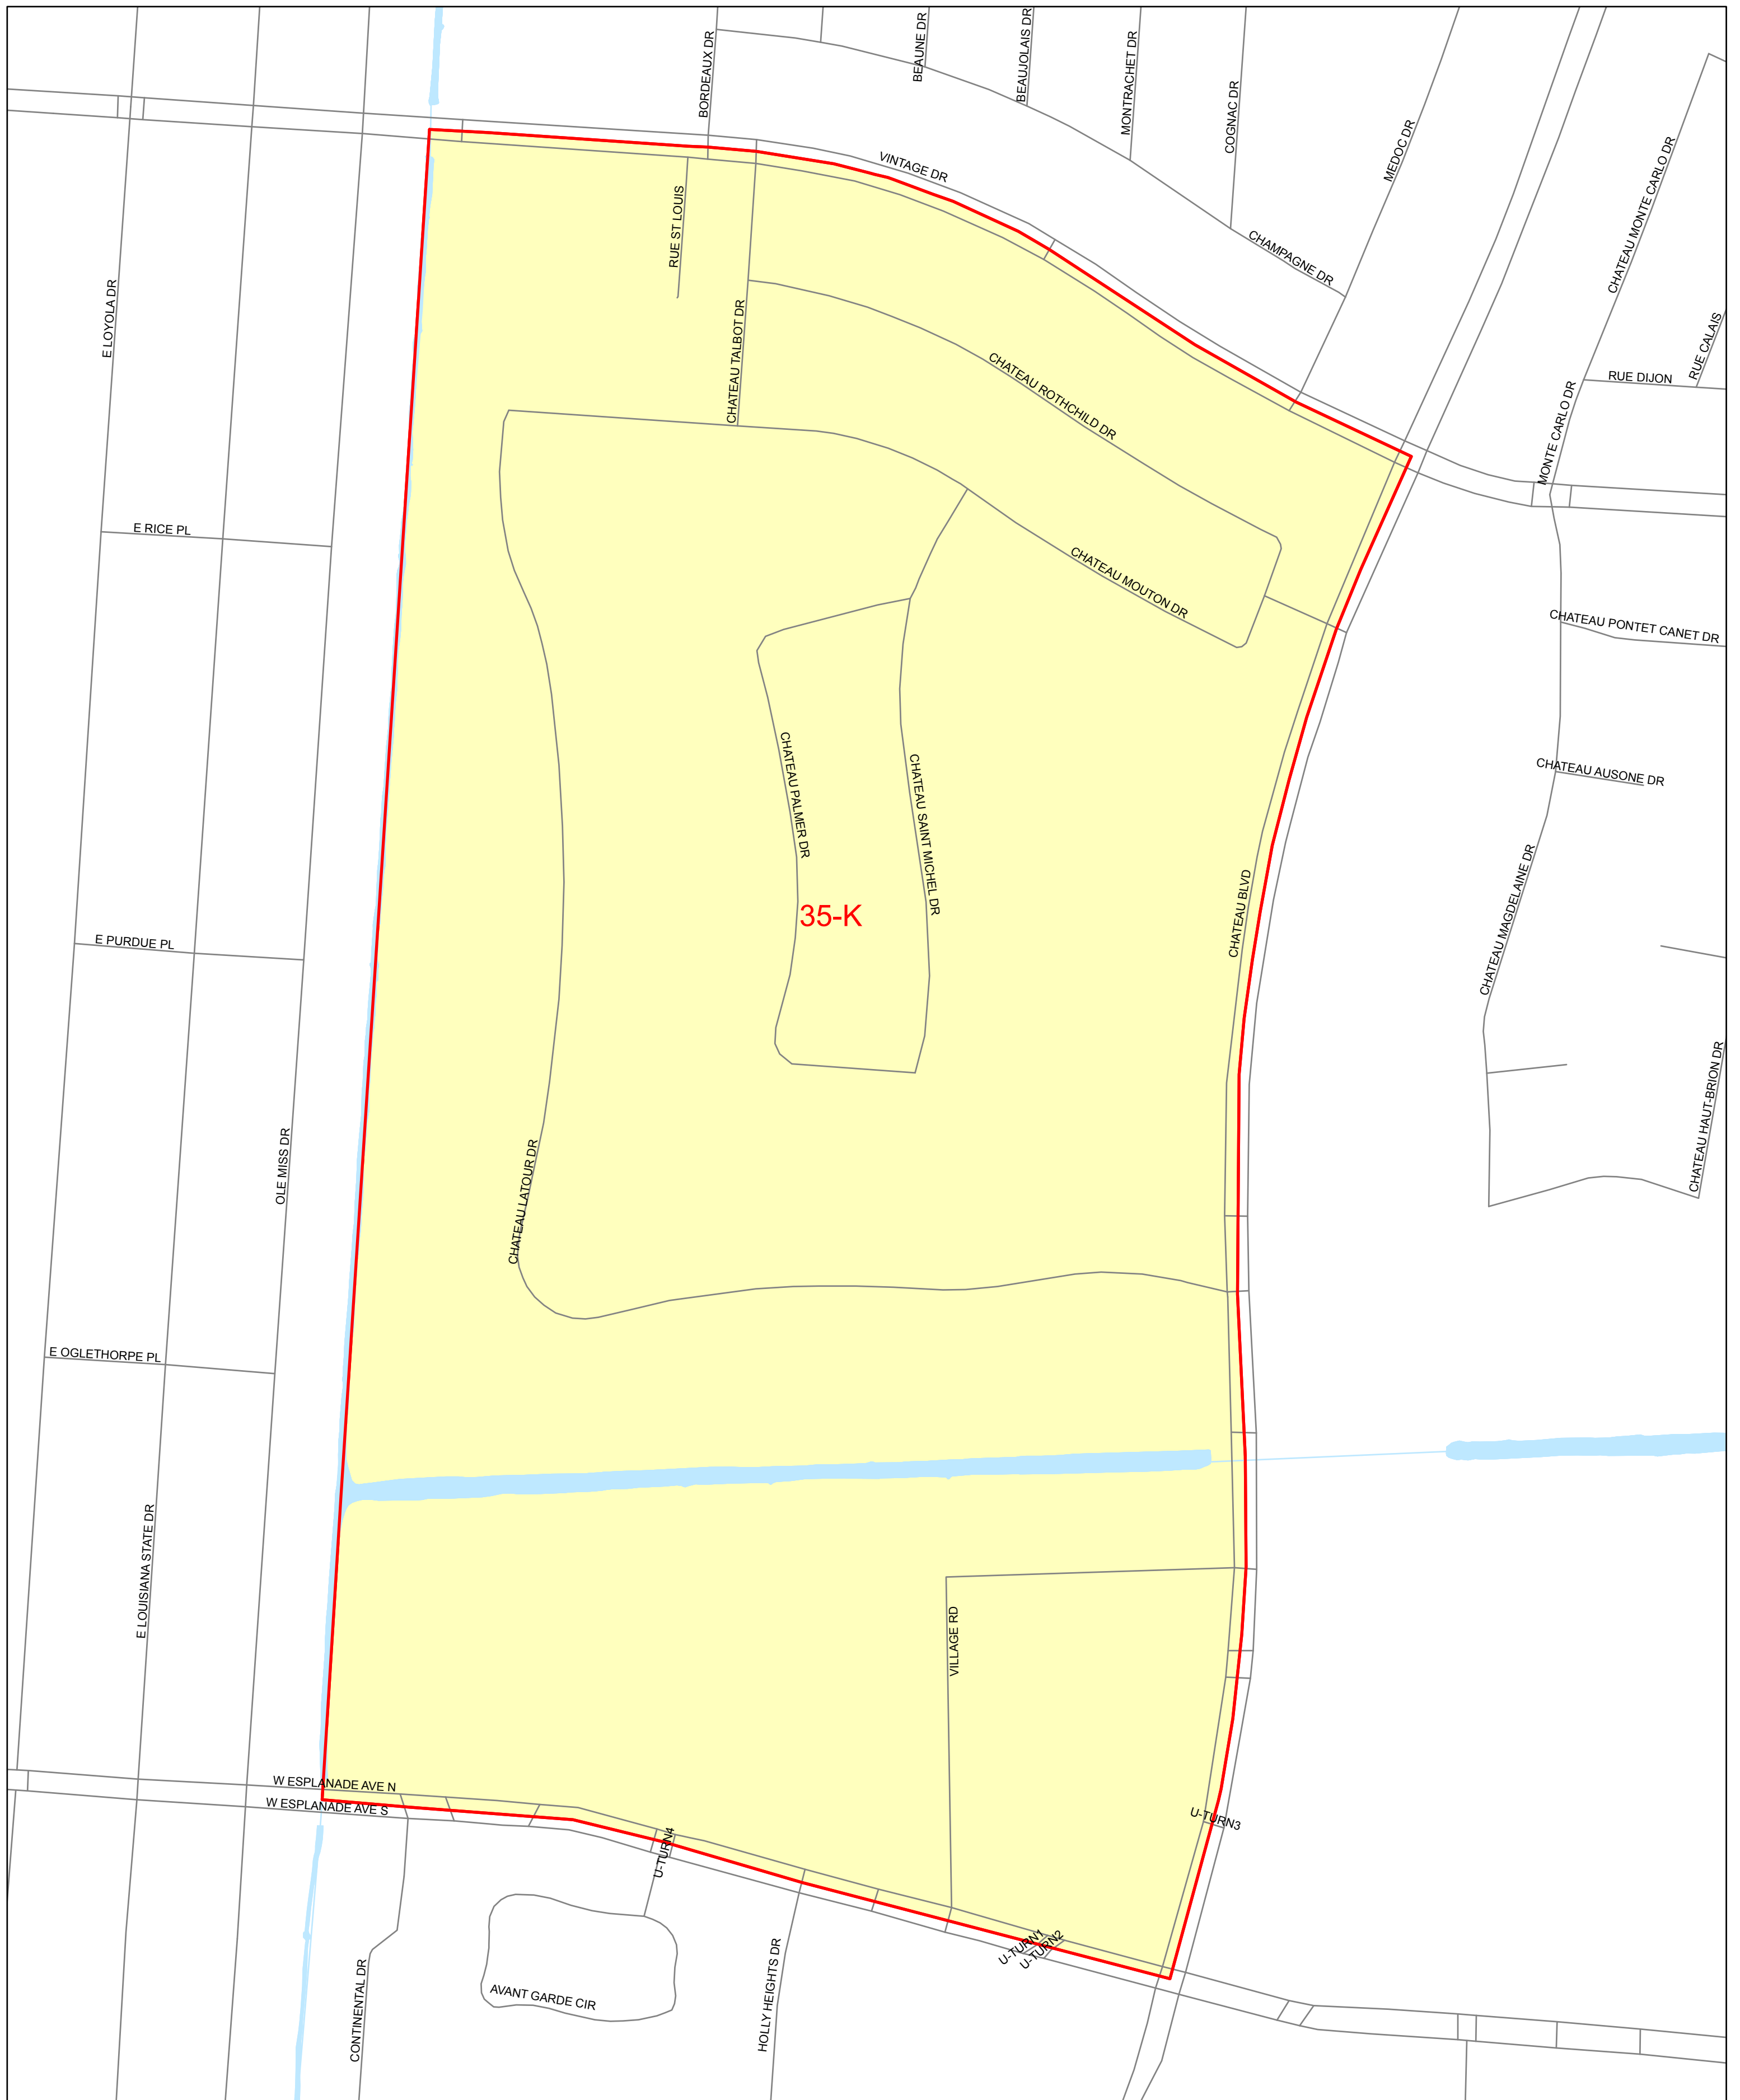 BORDEAUX DR
BEAUNE DR
BEAUJOLAIS DR
MONTRACHET DR
COGNAC DR
MEDOC DR
VINTAGE DR
CHAMPAGNE DR
CHATEAU MONTE CARLO DR
RUE CALAIS
RUE DIJON
MONTE CARLO DR
RUE ST LOUIS
E LOYOLA DR
CHATEAU TALBOT DR
CHATEAU ROTHCHILD DR
E RICE PL
CHATEAU MOUTON DR
CHATEAU PONTET CANET DR
CHATEAU PALMER DR
CHATEAU SAINT MICHEL DR
CHATEAU AUSONE DR
CHATEAU BLVD
CHATEAU MAGDELAINE DR
35-K
E PURDUE PL
OLE MISS DR
CHATEAU LATOUR DR
CHATEAU HAUT-BRION DR
E OGLETHORPE PL
E LOUISIANA STATE DR
VILLAGE RD
W ESPLANADE AVE N
W ESPLANADE AVE S
U-TURN3
U-TURN4
U-TURN1
U-TURN2
CONTINENTAL DR
AVANT GARDE CIR
HOLLY HEIGHTS DR